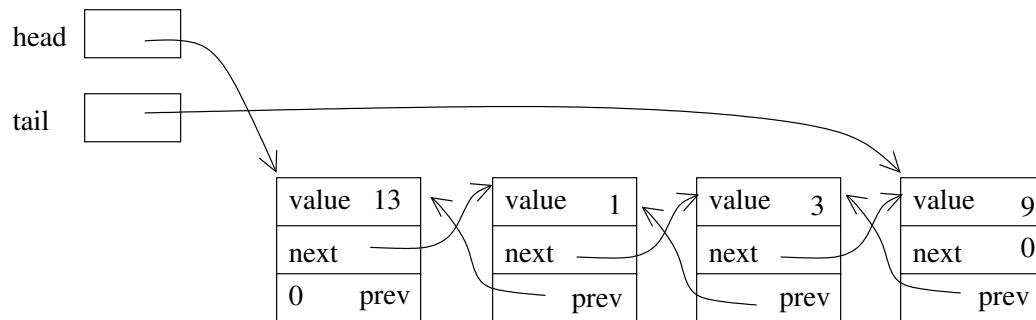 head
tail
value 13 value 1 value 3 value 9
next next next next 0
0 prev prev prev prev